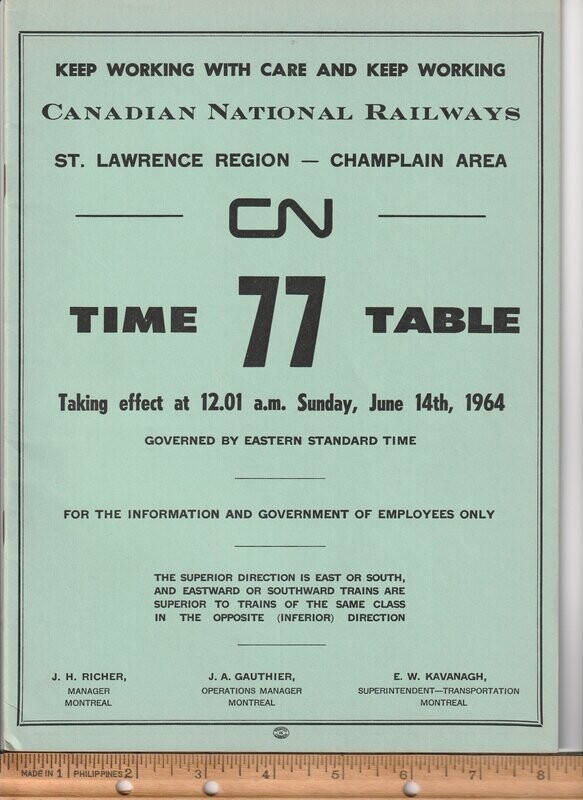 KEEP WORKING WITH CARE AND KEEP WORKING
CANADIAN NATIONAL RAILWAYS
ST. LAWRENCE REGION — CHAMPLAIN AREA
CN
TIME 77 TABLE
Taking effect at 12.01 a.m. Sunday, June 14th, 1964
GOVERNED BY EASTERN STANDARD TIME
FOR THE INFORMATION AND GOVERNMENT OF EMPLOYEES ONLY
THE SUPERIOR DIRECTION IS EAST OR SOUTH,
AND EASTWARD OR SOUTHWARD TRAINS ARE
SUPERIOR TO TRAINS OF THE SAME CLASS
IN THE OPPOSITE (INFERIOR) DIRECTION
J. H. RICHER, J. A. GAUTHIER, E. W. KAVANAGH,
MANAGER OPERATIONS MANAGER SUPERINTENDENT—TRANSPORTATION
MONTREAL MONTREAL MONTREAL
MADE IN 1 PHILIPPINES 2 3 4 5 6 7 8